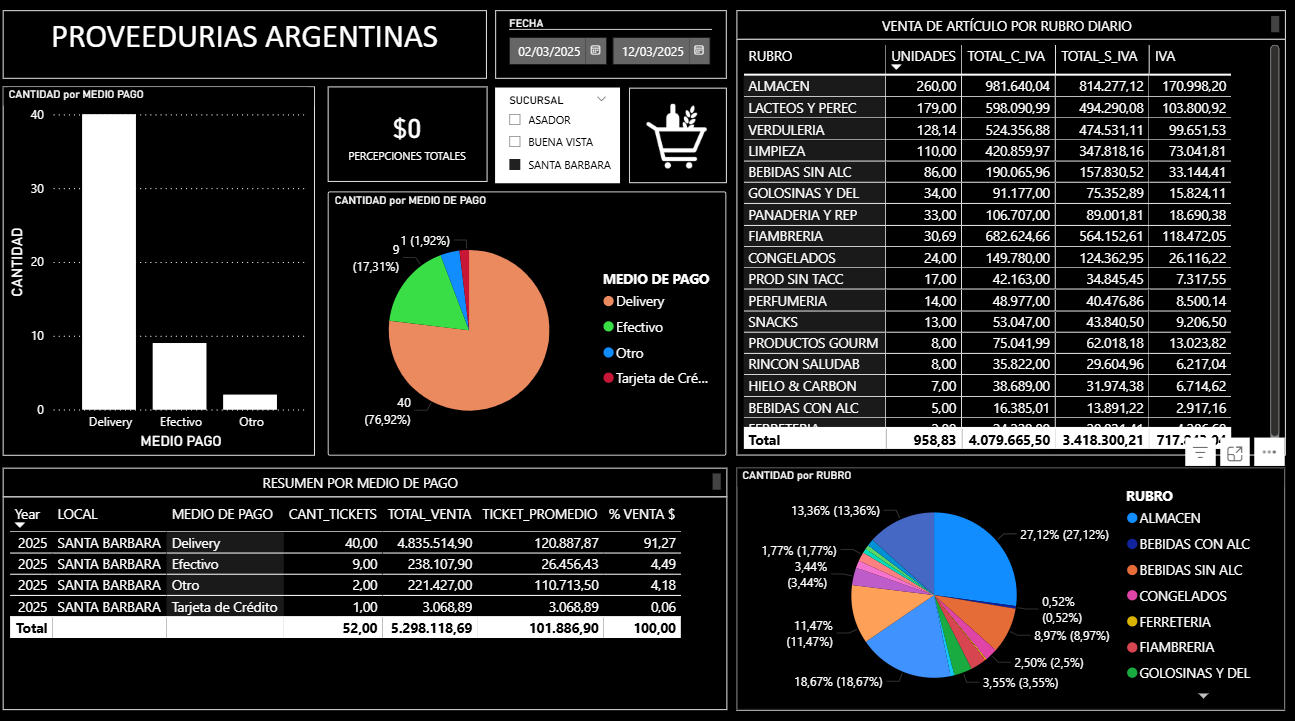 PROVEEDURIAS ARGENTINAS
FECHA
02/03/2025 12/03/2025
CANTIDAD por MEDIO PAGO
CANTIDAD
40
30
20
10
0
Delivery Efectivo Otro
MEDIO PAGO
$0
PERCEPCIONES TOTALES
SUCURSAL
ASADOR
BUENA VISTA
SANTA BARBARA
CANTIDAD por MEDIO DE PAGO
1 (1,92%)
9
(17,31%)
40
(76,92%)
MEDIO DE PAGO
Delivery
Efectivo
Otro
Tarjeta de Cré...
VENTA DE ARTÍCULO POR RUBRO DIARIO
RUBRO UNIDADES TOTAL_C_IVA TOTAL_S_IVA IVA
ALMACEN 260,00 981.640,04 814.277,12 170.998,20
LACTEOS Y PEREC 179,00 598.090,99 494.290,08 103.800,92
VERDULERIA 128,14 524.356,88 474.531,11 99.651,53
LIMPIEZA 110,00 420.859,97 347.818,16 73.041,81
BEBIDAS SIN ALC 86,00 190.065,96 157.830,52 33.144,41
GOLOSINAS Y DEL 34,00 91.177,00 75.352,89 15.824,11
PANADERIA Y REP 33,00 106.707,00 89.001,81 18.690,38
FIAMBRERIA 30,69 682.624,66 564.152,61 118.472,05
CONGELADOS 24,00 149.780,00 124.362,95 26.116,22
PROD SIN TACC 17,00 42.163,00 34.845,45 7.317,55
PERFUMERIA 14,00 48.977,00 40.476,86 8.500,14
SNACKS 13,00 53.047,00 43.840,50 9.206,50
PRODUCTOS GOURM 8,00 75.041,99 62.018,18 13.023,82
RINCON SALUDAB 8,00 35.822,00 29.604,96 6.217,04
HIELO & CARBON 7,00 38.689,00 31.974,38 6.714,62
BEBIDAS CON ALC 5,00 16.385,01 13.891,22 2.917,16
Total 958,83 4.079.665,50 3.418.300,21
RESUMEN POR MEDIO DE PAGO
Year LOCAL MEDIO DE PAGO CANT_TICKETS TOTAL_VENTA TICKET_PROMEDIO % VENTA $
2025 SANTA BARBARA Delivery 40,00 4.835.514,90 120.887,87 91,27
2025 SANTA BARBARA Efectivo 9,00 238.107,90 26.456,43 4,49
2025 SANTA BARBARA Otro 2,00 221.427,00 110.713,50 4,18
2025 SANTA BARBARA Tarjeta de Crédito 1,00 3.068,89 3.068,89 0,06
Total 52,00 5.298.118,69 101.886,90 100,00
CANTIDAD por RUBRO
13,36% (13,36%)
1,77% (1,77%)
3,44%
(3,44%)
11,47%
(11,47%)
18,67% (18,67%)
27,12% (27,12%)
0,52%
(0,52%)
8,97% (8,97%)
2,50% (2,5%)
3,55% (3,55%)
RUBRO
ALMACEN
BEBIDAS CON ALC
BEBIDAS SIN ALC
CONGELADOS
FERRETERIA
FIAMBRERIA
GOLOSINAS Y DEL